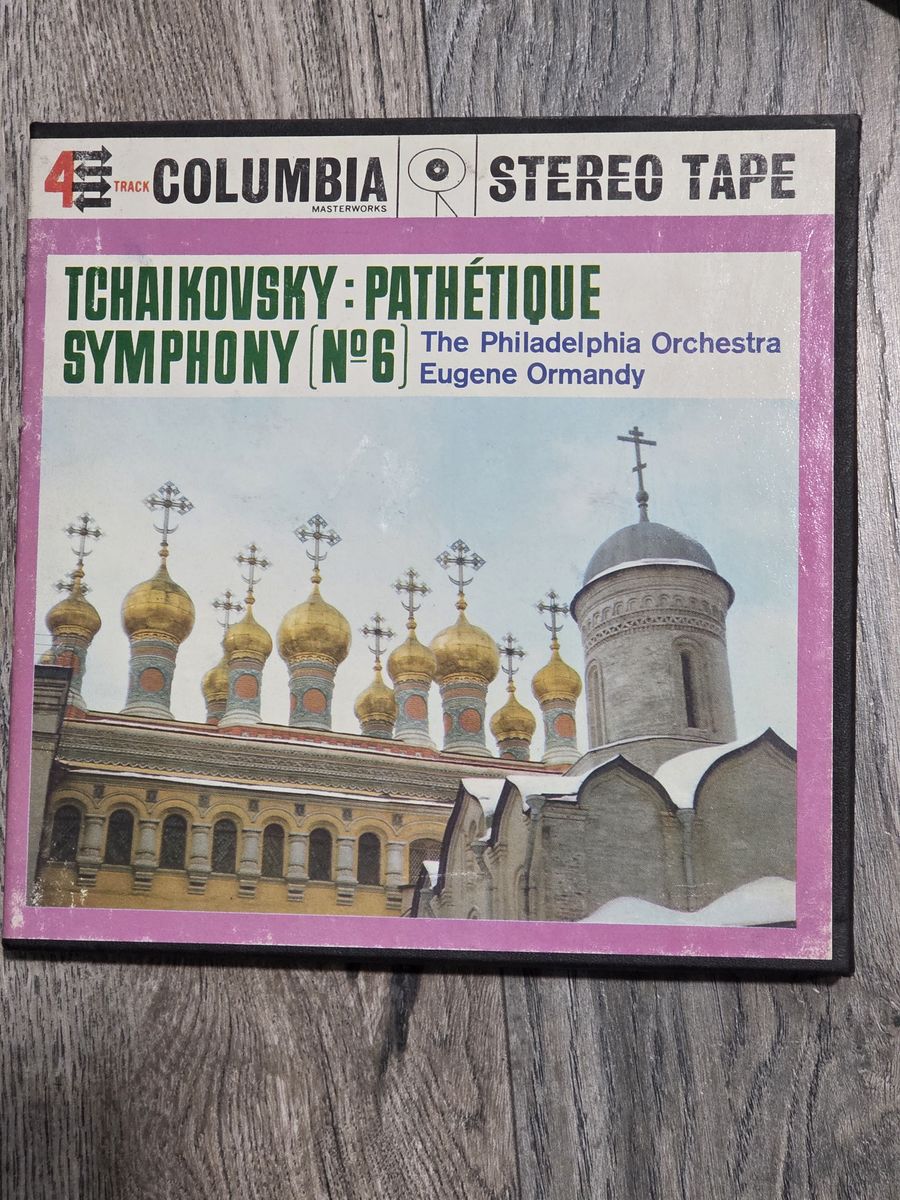 4 TRACK COLUMBIA STEREO TAPE
MASTERWORKS
TCHAIKOVSKY: PATHÉTIQUE
SYMPHONY (Nº6) The Philadelphia Orchestra
Eugene Ormandy